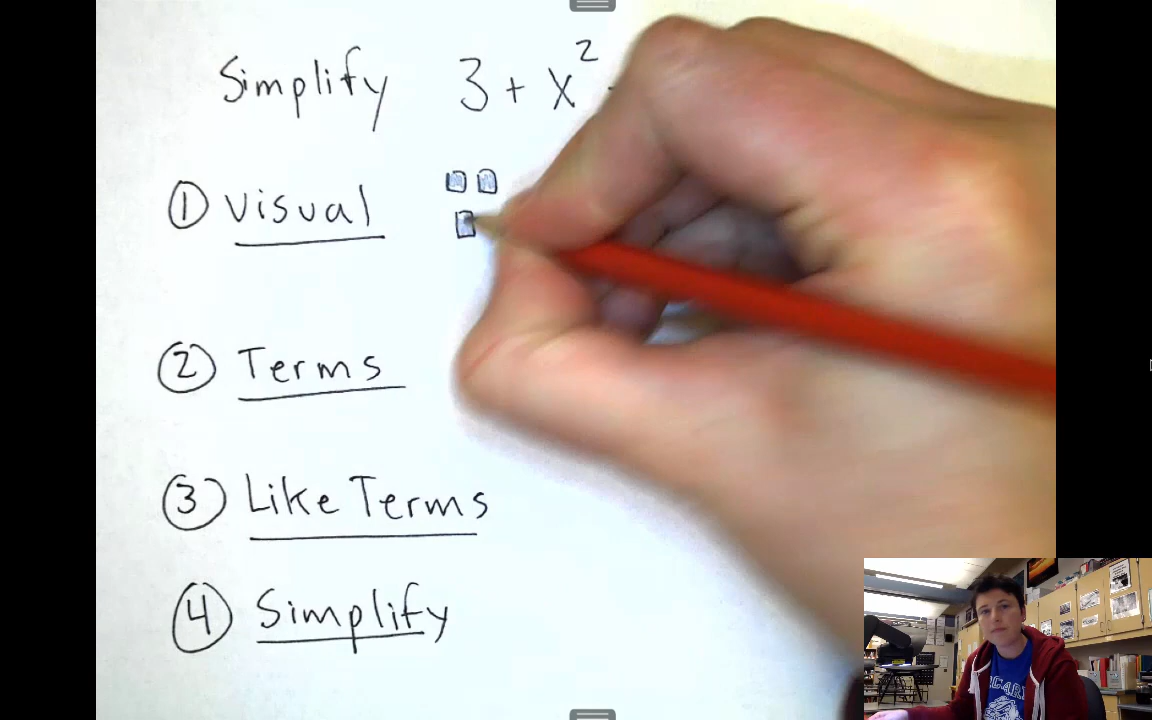 Simplify 3 + x²
① Visual
② Terms
③ Like Terms
④ Simplify